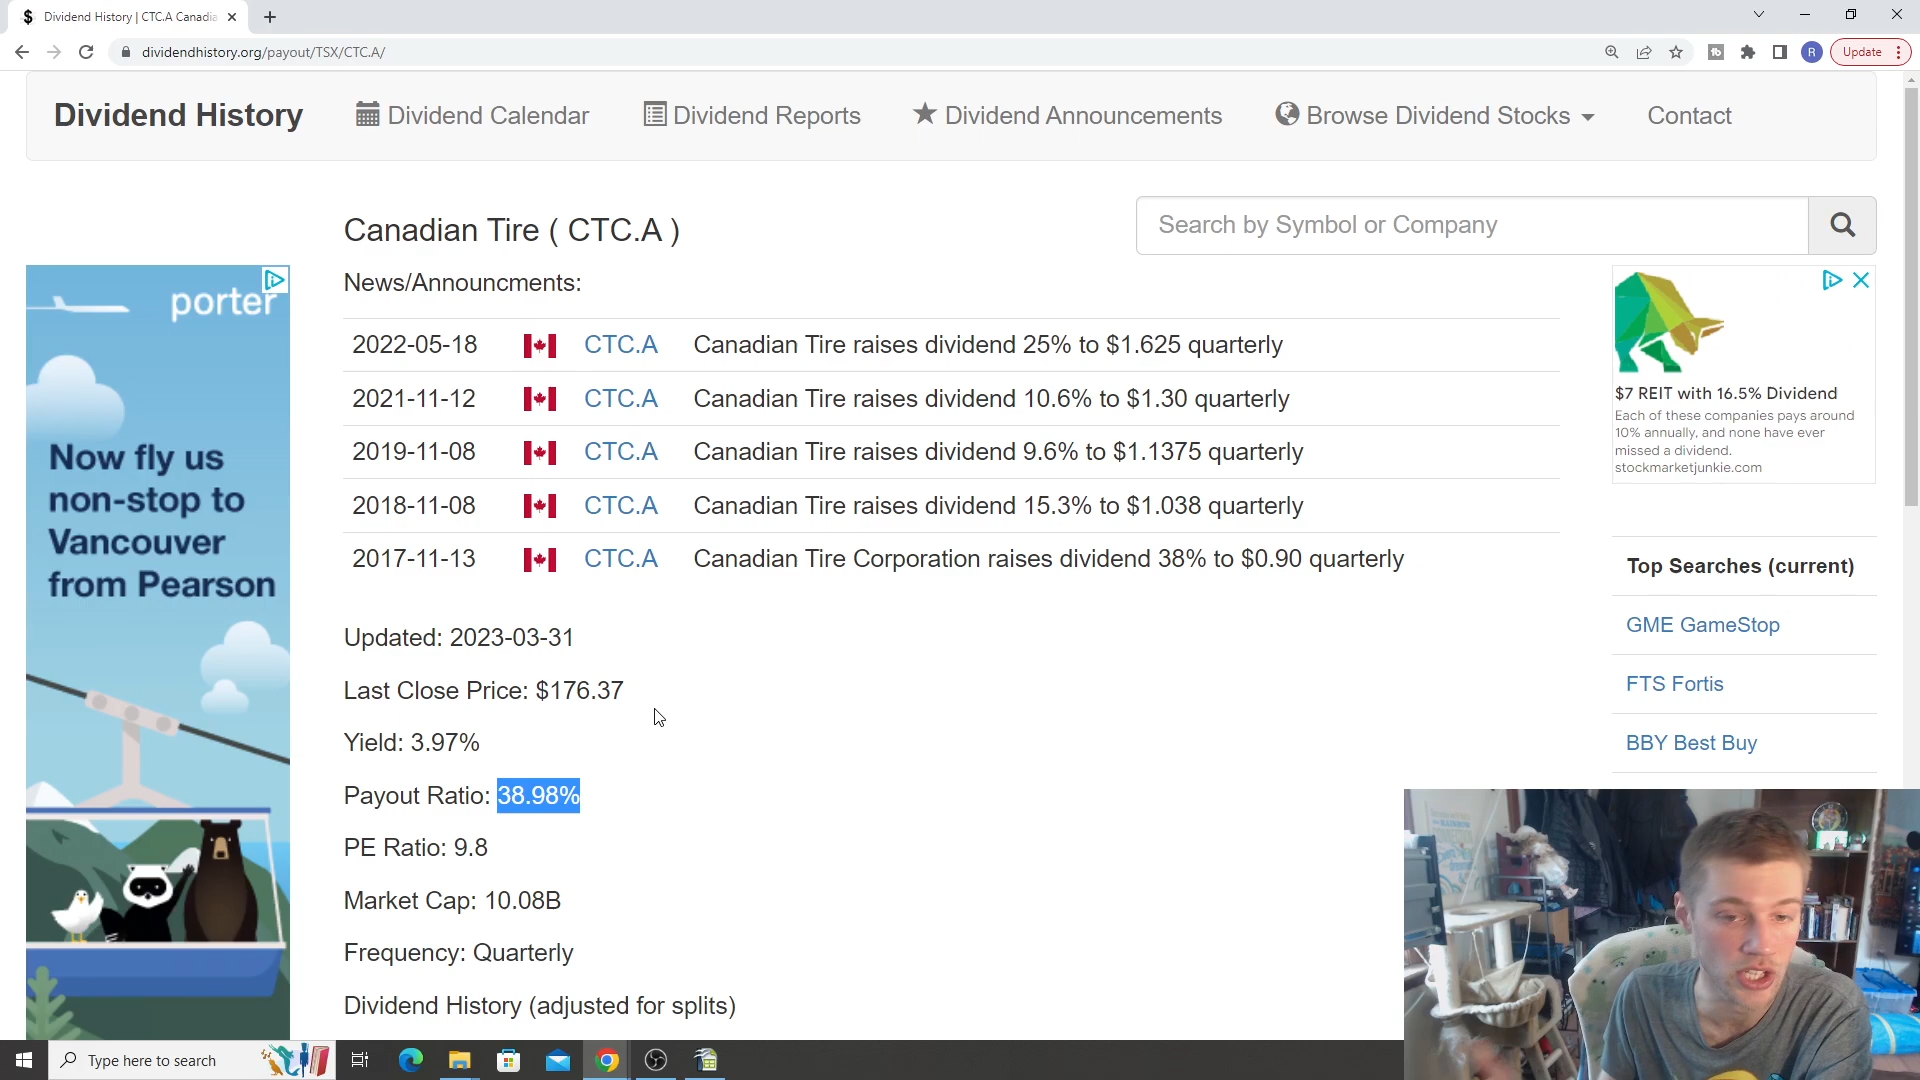 Dividend History | CTC.A Canadia
dividendhistory.org/payout/TSX/CTC.A/
R
Update
Dividend History
Dividend Calendar
Dividend Reports
Dividend Announcements
Browse Dividend Stocks
Contact
Canadian Tire ( CTC.A )
Search by Symbol or Company
News/Announcments:
2022-05-18 CTC.A Canadian Tire raises dividend 25% to $1.625 quarterly
2021-11-12 CTC.A Canadian Tire raises dividend 10.6% to $1.30 quarterly
2019-11-08 CTC.A Canadian Tire raises dividend 9.6% to $1.1375 quarterly
2018-11-08 CTC.A Canadian Tire raises dividend 15.3% to $1.038 quarterly
2017-11-13 CTC.A Canadian Tire Corporation raises dividend 38% to $0.90 quarterly
Updated: 2023-03-31
Last Close Price: $176.37
Yield: 3.97%
Payout Ratio: 38.98%
PE Ratio: 9.8
Market Cap: 10.08B
Frequency: Quarterly
Dividend History (adjusted for splits)
porter
Now fly us
non-stop to
Vancouver
from Pearson
$7 REIT with 16.5% Dividend
Each of these companies pays around
10% annually, and none have ever
missed a dividend.
stockmarketjunkie.com
Top Searches (current)
GME GameStop
FTS Fortis
BBY Best Buy
Type here to search